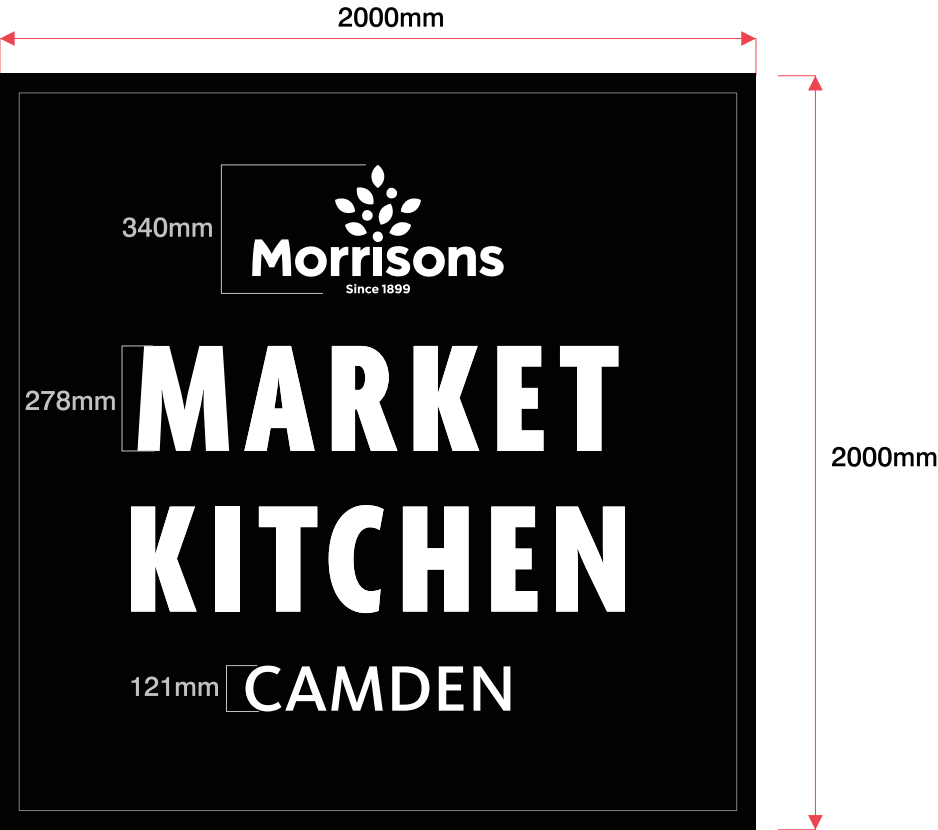 2000mm
340mm
Morrisons
Since 1899
278mm
MARKET
2000mm
KITCHEN
121mm
CAMDEN